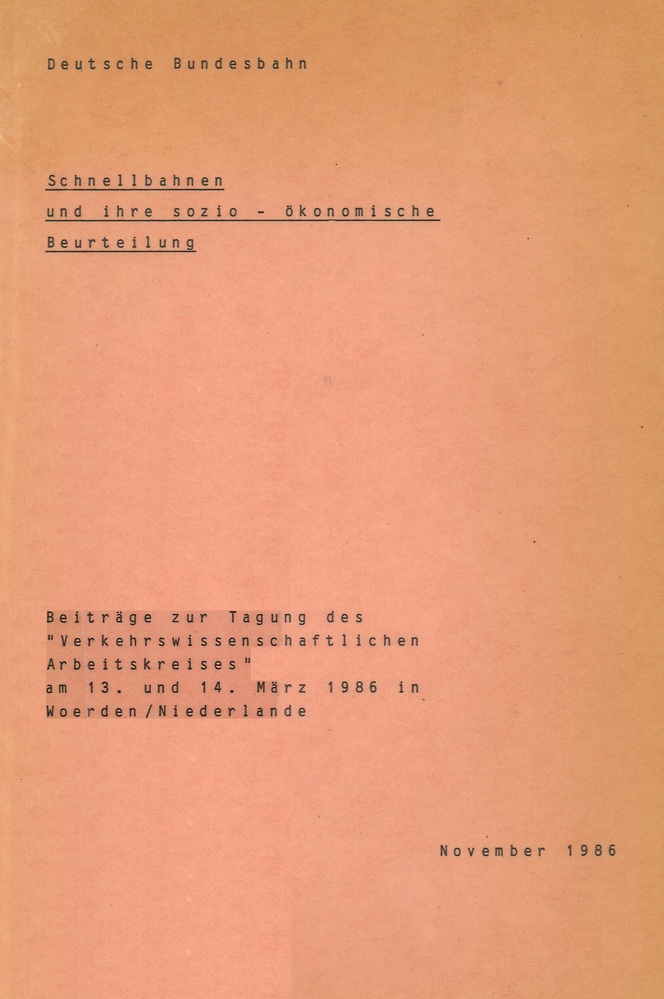 Deutsche Bundesbahn
Schnellbahnen
und ihre sozio - ökonomische
Beurteilung
Beiträge zur Tagung des
"Verkehrswissenschaftlichen
Arbeitskreises"
am 13. und 14. März 1986 in
Woerden/Niederlande
November 1986